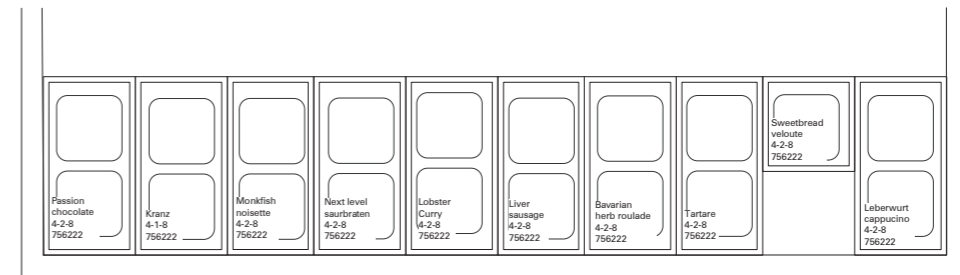 Passion
chocolate
4-2-8
756222
Kranz
4-1-8
756222
Monkfish
noisette
4-2-8
756222
Next level
saurbraten
4-2-8
756222
Lobster
Curry
4-2-8
756222
Liver
sausage
4-2-8
756222
Bavarian
herb roulade
4-2-8
756222
Tartare
4-2-8
756222
Sweetbread
veloute
4-2-8
756222
Leberwurt
cappucino
4-2-8
756222